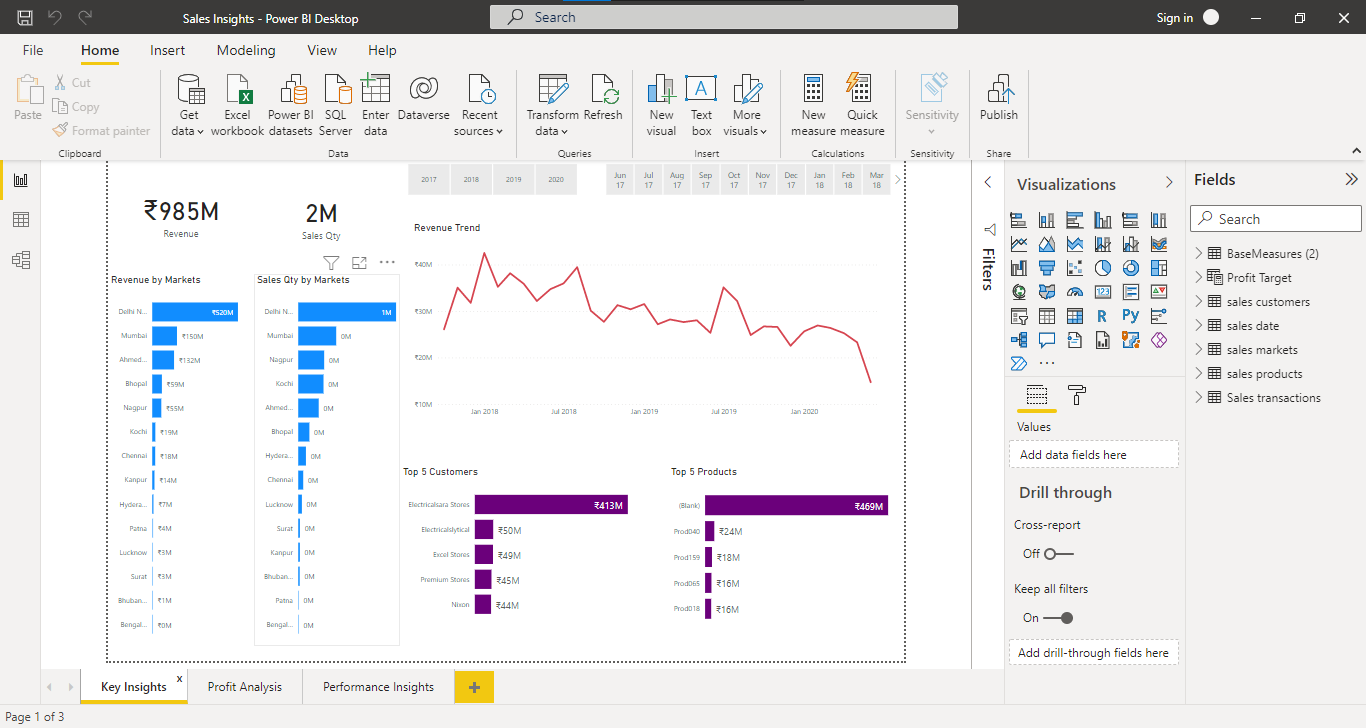 Sales Insights - Power BI Desktop
Search
Sign in
File Home Insert Modeling View Help
Paste
Cut
Copy
Format painter
Clipboard
Get data
Excel workbook
Power BI datasets
SQL Server
Enter data
Dataverse
Recent sources
Data
Transform data
Refresh
Queries
New visual
Text box
More visuals
Insert
New measure
Quick measure
Calculations
Sensitivity
Sensitivity
Publish
Share
2017 2018 2019 2020
Jun 17
Jul 17
Aug 17
Sep 17
Oct 17
Nov 17
Dec 17
Jan 18
Feb 18
Mar 18
₹985M
Revenue
2M
Sales Qty
Revenue by Markets
Delhi N... ₹520M
Mumbai ₹150M
Ahmed... ₹132M
Bhopal ₹59M
Nagpur ₹55M
Kochi ₹19M
Chennai ₹18M
Kanpur ₹14M
Hydera... ₹7M
Patna ₹4M
Lucknow ₹3M
Surat ₹3M
Bhuban... ₹1M
Bengal... ₹0M
Sales Qty by Markets
Delhi N... 1M
Mumbai 0M
Nagpur 0M
Kochi 0M
Ahmed... 0M
Bhopal 0M
Hydera... 0M
Chennai 0M
Lucknow 0M
Surat 0M
Kanpur 0M
Bhuban... 0M
Patna 0M
Bengal... 0M
Revenue Trend
₹40M
₹30M
₹20M
₹10M
Jan 2018 Jul 2018 Jan 2019 Jul 2019 Jan 2020
Top 5 Customers
Electricalsara Stores ₹413M
Electricalslytical ₹50M
Excel Stores ₹49M
Premium Stores ₹45M
Nixon ₹44M
Top 5 Products
(Blank) ₹469M
Prod040 ₹24M
Prod159 ₹18M
Prod065 ₹16M
Prod018 ₹16M
Filters
Visualizations
123
R
Py
Values
Add data fields here
Drill through
Cross-report
Off
Keep all filters
On
Add drill-through fields here
Fields
Search
BaseMeasures (2)
Profit Target
sales customers
sales date
sales markets
sales products
Sales transactions
Key Insights x
Profit Analysis
Performance Insights
+
Page 1 of 3